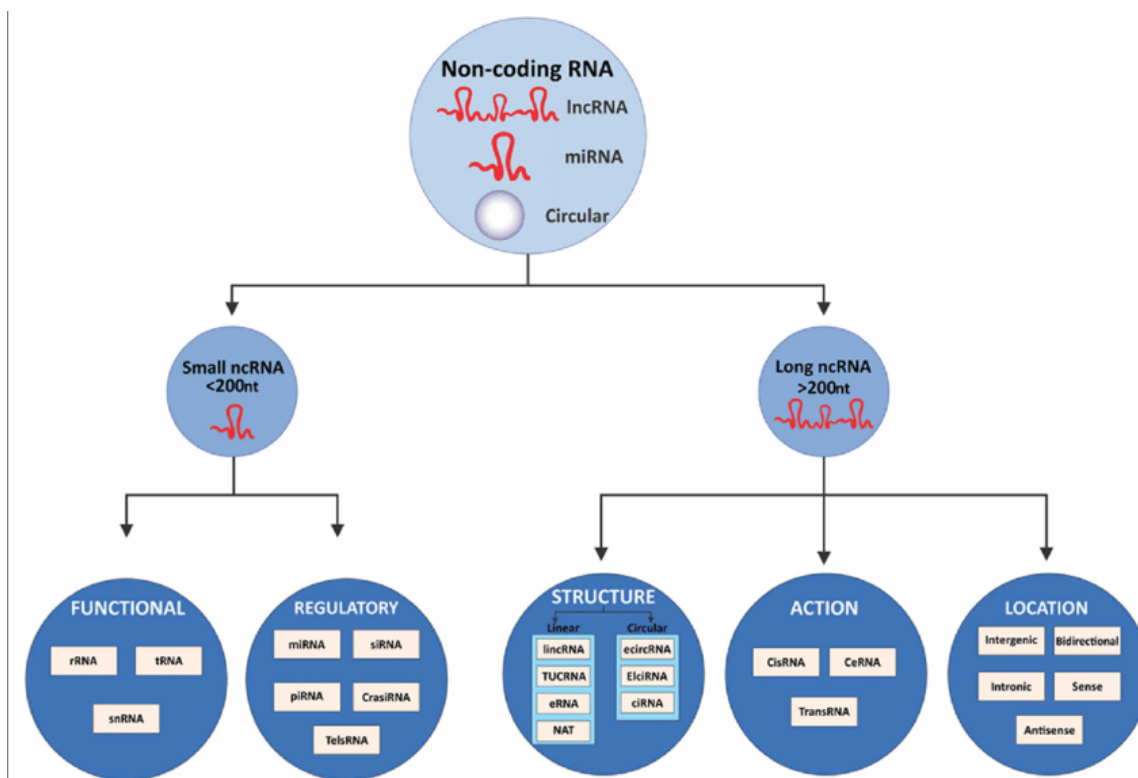 Non-coding RNA
lncRNA
miRNA
Circular
Small ncRNA
<200nt
Long ncRNA
>200nt
FUNCTIONAL
rRNA
tRNA
snRNA
REGULATORY
miRNA
siRNA
piRNA
CrasiRNA
TelsRNA
STRUCTURE
Linear
lincRNA
TUCRNA
eRNA
NAT
Circular
ecircRNA
ElciRNA
ciRNA
ACTION
CisRNA
CeRNA
TransRNA
LOCATION
Intergenic
Bidirectional
Intronic
Sense
Antisense